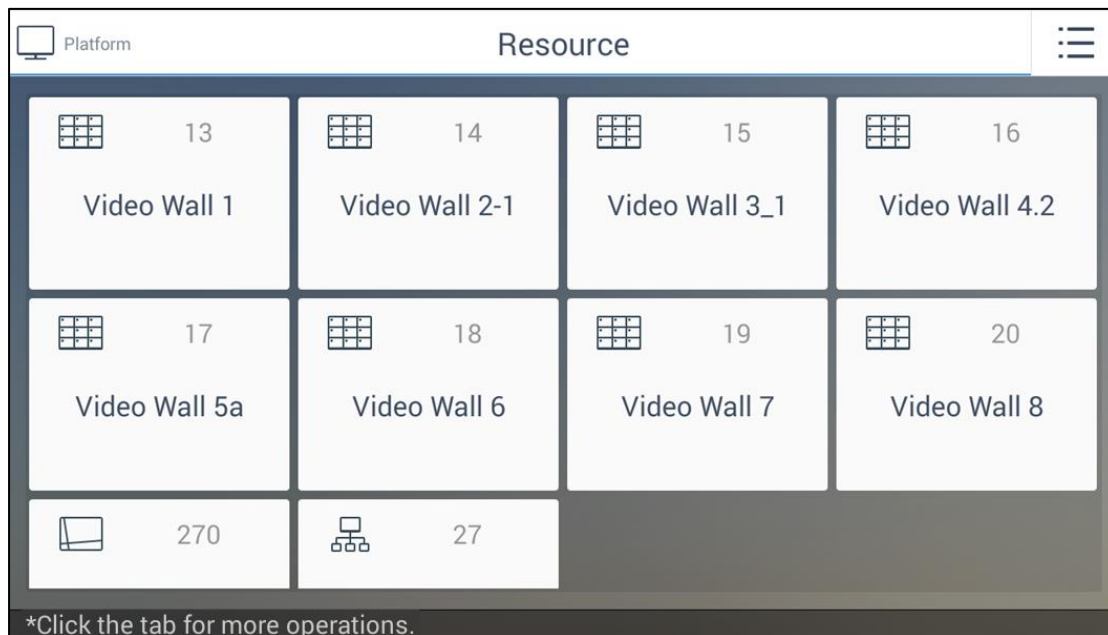 Platform
Resource
13 14 15 16
Video Wall 1 Video Wall 2-1 Video Wall 3_1 Video Wall 4.2
17 18 19 20
Video Wall 5a Video Wall 6 Video Wall 7 Video Wall 8
270 27
*Click the tab for more operations.